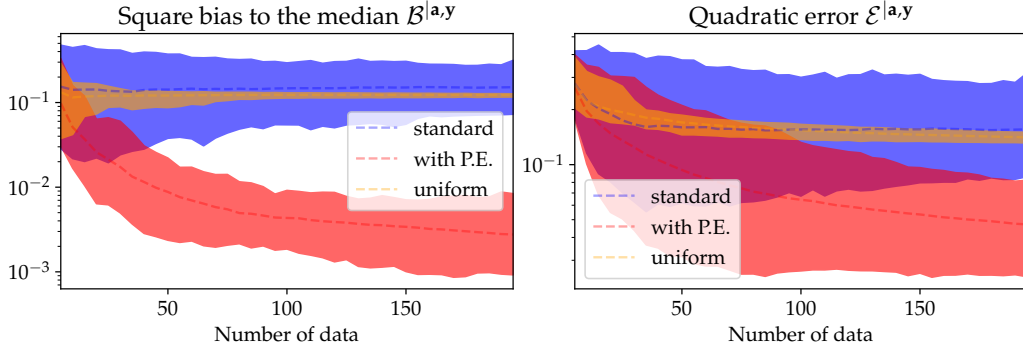 Square bias to the median 𝓑|a,y
10⁻¹
10⁻²
10⁻³
standard
with P.E.
uniform
50
100
150
Number of data
Quadratic error 𝓔|a,y
10⁻¹
standard
with P.E.
uniform
50
100
150
Number of data